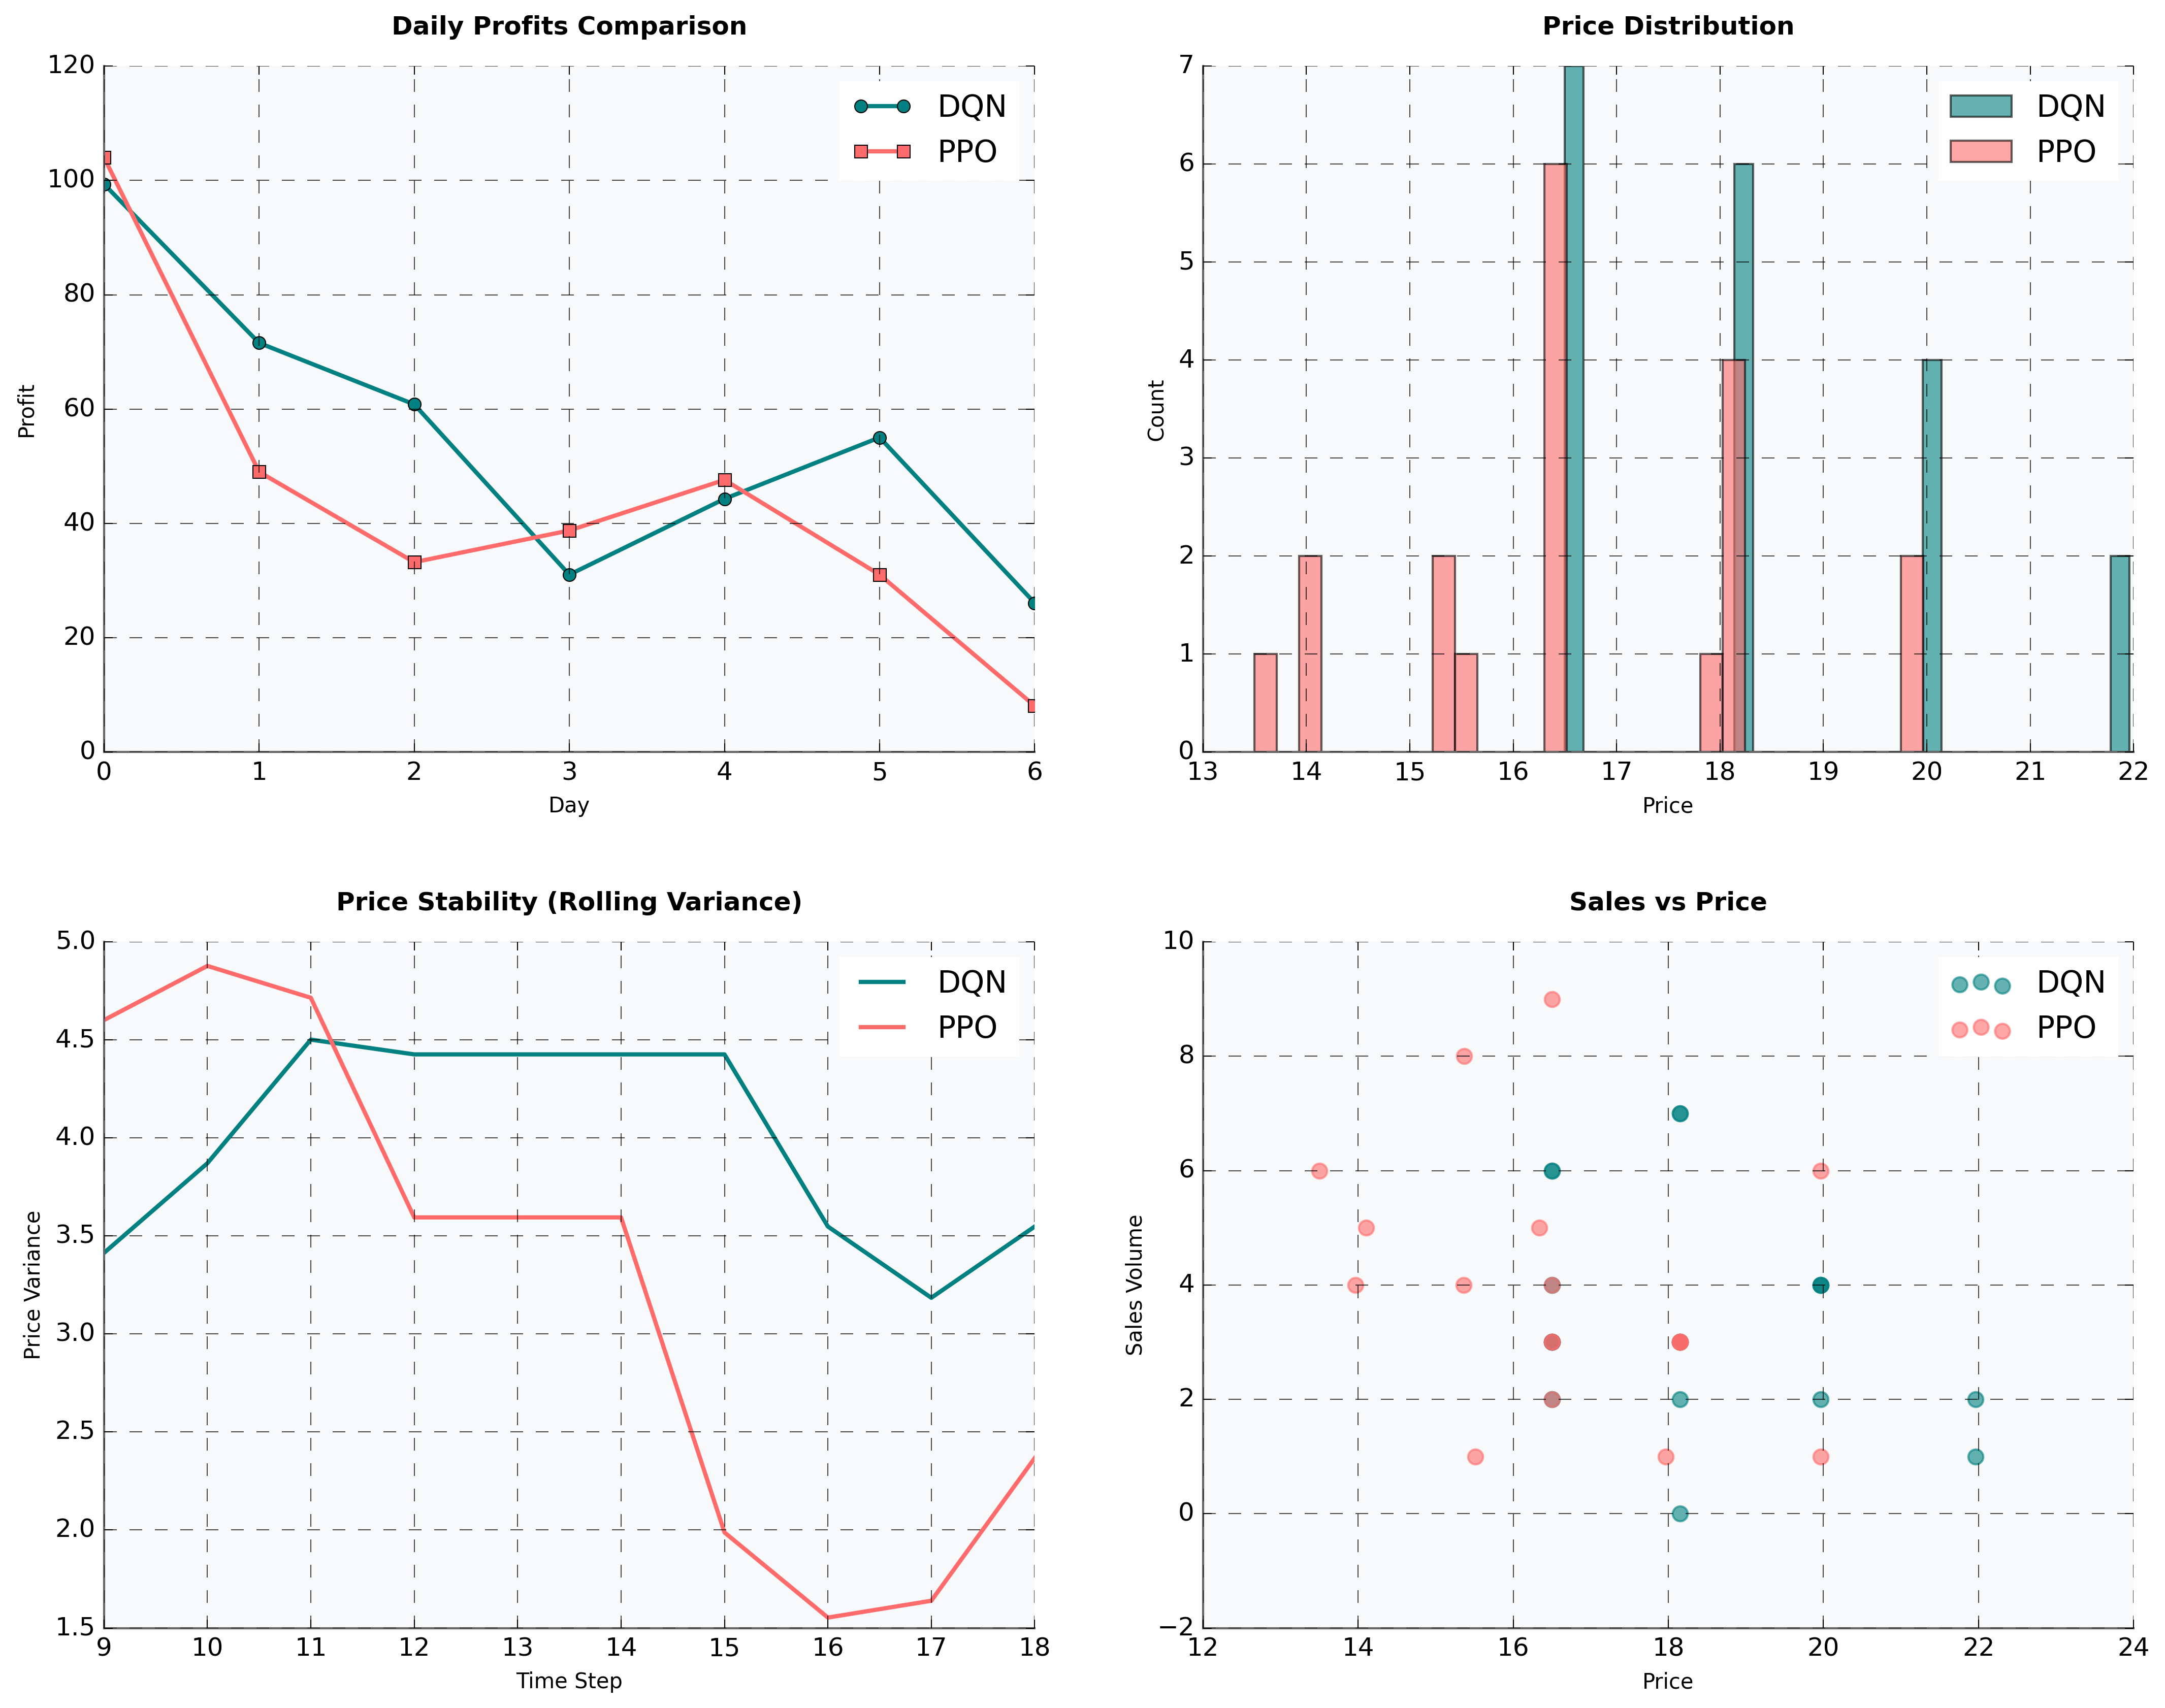 Daily Profits Comparison
120
100
80
60
40
20
0
Profit
DQN
PPO
0 1 2 3 4 5 6
Day
Price Distribution
7
6
5
4
3
2
1
0
Count
DQN
PPO
13 14 15 16 17 18 19 20 21 22
Price
Price Stability (Rolling Variance)
5.0
4.5
4.0
3.5
3.0
2.5
2.0
1.5
Price Variance
DQN
PPO
9 10 11 12 13 14 15 16 17 18
Time Step
Sales vs Price
10
8
6
4
2
0
−2
Sales Volume
DQN
PPO
12 14 16 18 20 22 24
Price